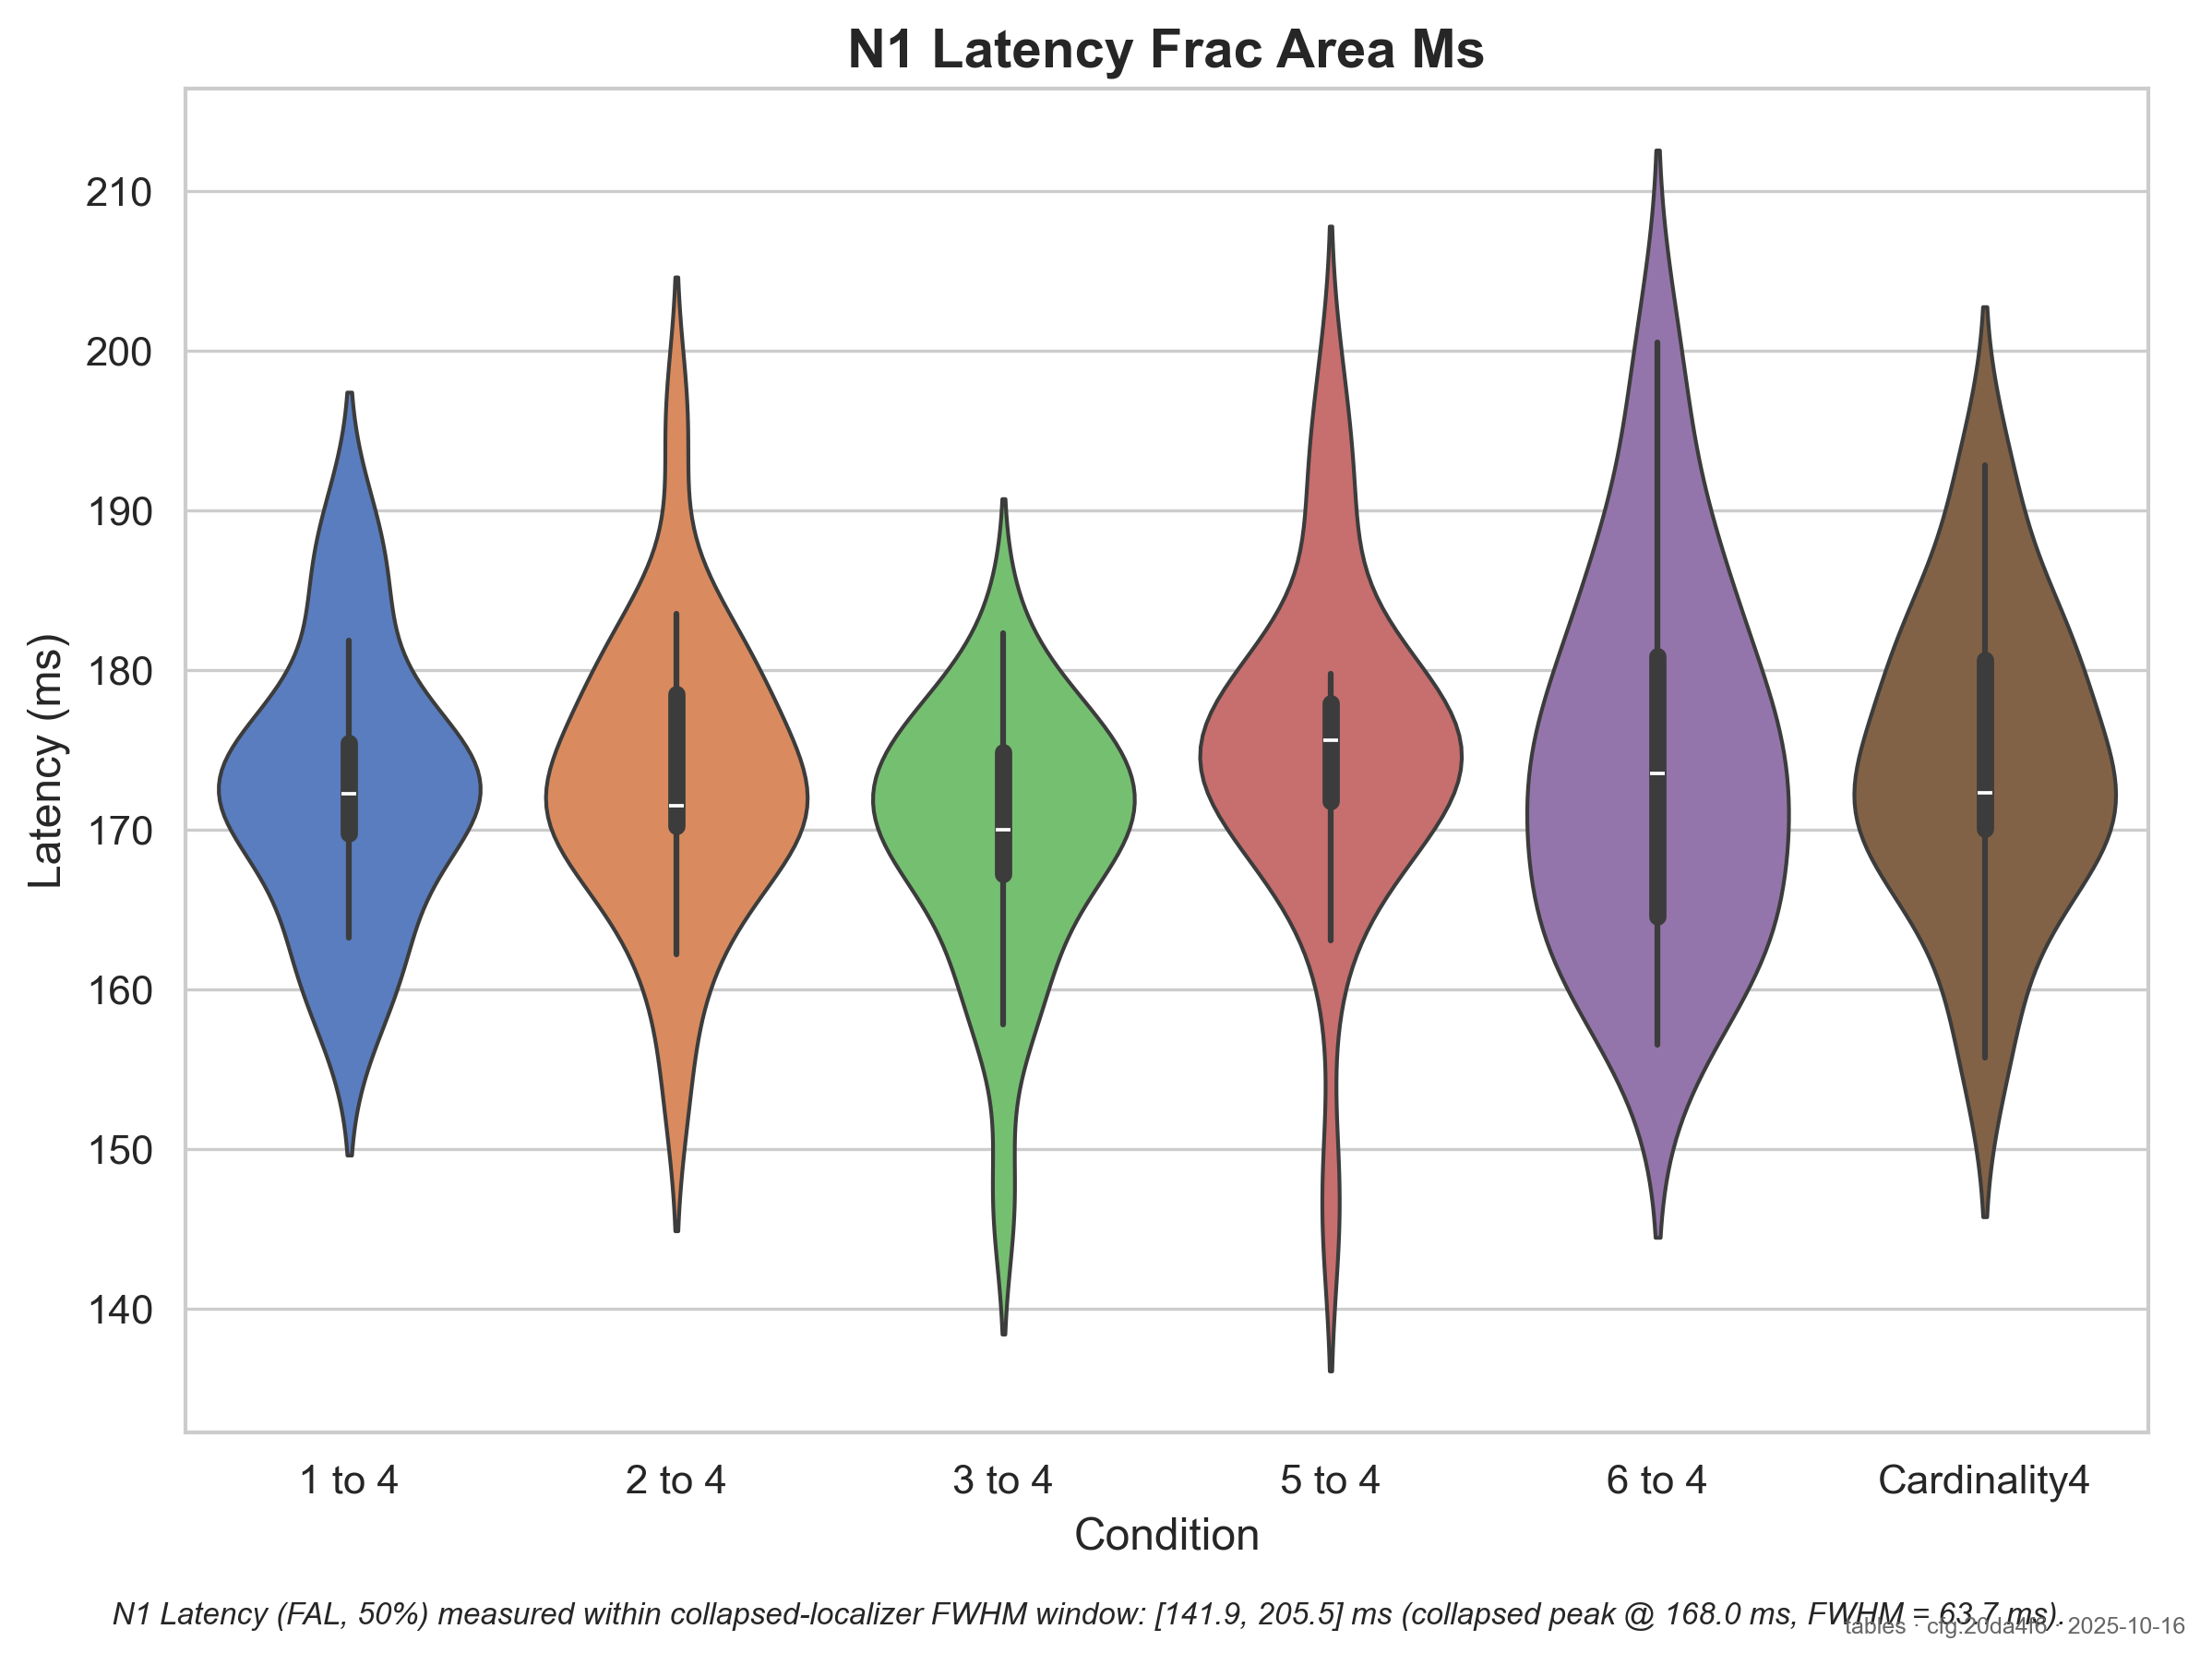 N1 Latency Frac Area Ms
Latency (ms)
210
200
190
180
170
160
150
140
1 to 4 2 to 4 3 to 4 5 to 4 6 to 4 Cardinality4
Condition
N1 Latency (FAL, 50%) measured within collapsed-localizer FWHM window: [141.9, 205.5] ms (collapsed peak @ 168.0 ms, FWHM = 63.7 ms).
tables · cfg:20da4f6 · 2025-10-16